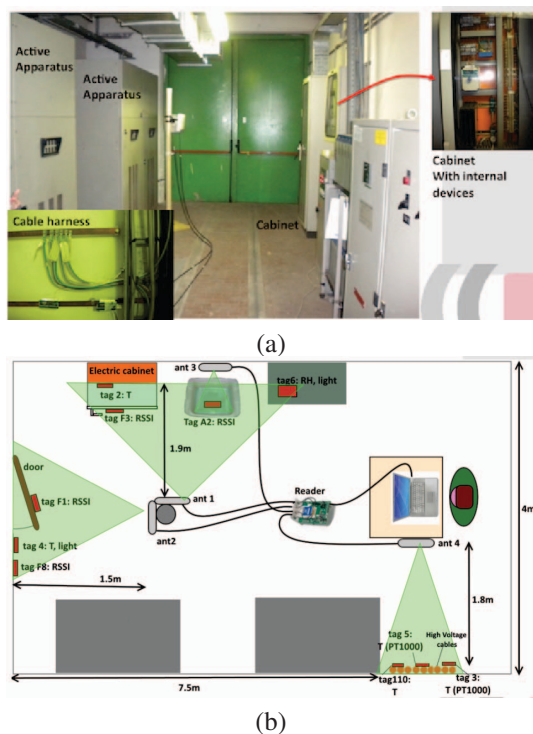 Active
Apparatus
Active
Apparatus
Cabinet
With internal
devices
Cable harness
Cabinet
(a)
Electric cabinet
tag 2: T
tag F3: RSSI
ant 3
Tag A2: RSSI
tag6: RH, light
1.9m
4m
door
tag F1: RSSI
ant 1
Reader
ant2
ant 4
tag 4: T, light
tag F8: RSSI
1.5m
1.8m
tag
5:
T (PT1000)
High Voltage
cables
7.5m
tag110:
T
tag 3:
T (PT1000)
(b)